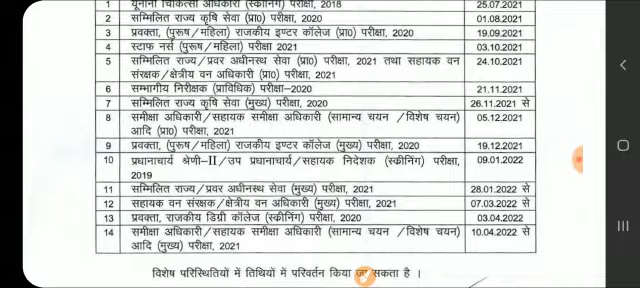 1 यूनानी चिकित्सा अधिकारी (स्क्रीनिंग) परीक्षा, 2018 25.07.2021
2 सम्मिलित राज्य कृषि सेवा (प्रा0) परीक्षा, 2020 01.08.2021
3 प्रवक्ता, (पुरूष/महिला) राजकीय इण्टर कॉलेज (प्रा0) परीक्षा, 2020 19.09.2021
4 स्टाफ नर्स (पुरूष/महिला) परीक्षा 2021 03.10.2021
5 सम्मिलित राज्य/प्रवर अधीनस्थ सेवा (प्रा0) परीक्षा, 2021 तथा सहायक वन 24.10.2021
संरक्षक/क्षेत्रीय वन अधिकारी (प्रा0) परीक्षा, 2021
6 सम्भागीय निरीक्षक (प्राविधिक) परीक्षा-2020 21.11.2021
7 सम्मिलित राज्य कृषि सेवा (मुख्य) परीक्षा, 2020 26.11.2021 से
8 समीक्षा अधिकारी/सहायक समीक्षा अधिकारी (सामान्य चयन /विशेष चयन) 05.12.2021
आदि (प्रा0) परीक्षा, 2021
9 प्रवक्ता, (पुरूष/महिला) राजकीय इण्टर कॉलेज (मुख्य) परीक्षा, 2020 19.12.2021
10 प्रधानाचार्य श्रेणी-II/उप प्रधानाचार्य/सहायक निदेशक (स्क्रीनिंग) परीक्षा, 09.01.2022
2019
11 सम्मिलित राज्य/प्रवर अधीनस्थ सेवा (मुख्य) परीक्षा, 2021 28.01.2022 से
12 सहायक वन संरक्षक/क्षेत्रीय वन अधिकारी (मुख्य) परीक्षा, 2021 07.03.2022 से
13 प्रवक्ता, राजकीय डिग्री कॉलेज (स्क्रीनिंग) परीक्षा, 2020 03.04.2022
14 समीक्षा अधिकारी/सहायक समीक्षा अधिकारी (सामान्य चयन /विशेष चयन) 10.04.2022 से
आदि (मुख्य) परीक्षा, 2021
विशेष परिस्थितियों में तिथियों में परिवर्तन किया जा सकता है ।